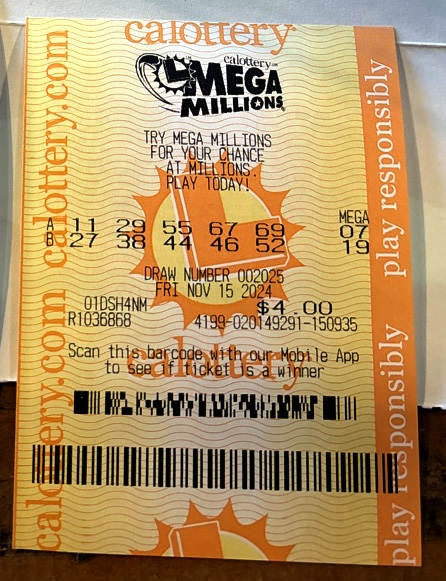 calottery
calottery.com
MEGA
MILLIONS
TRY MEGA MILLIONS
FOR YOUR CHANCE
AT MILLIONS.
PLAY TODAY!
MEGA
A 11 29 55 67 69 07
B 27 38 44 46 52 19
DRAW NUMBER 002025
FRI NOV 15 2024
01DSH4NM $4.00
R1036868 4199-020149291-150935
Scan this barcode with our Mobile App
to see if ticket is a winner
calottery
calottery.com calottery.com
play responsibly play responsibly